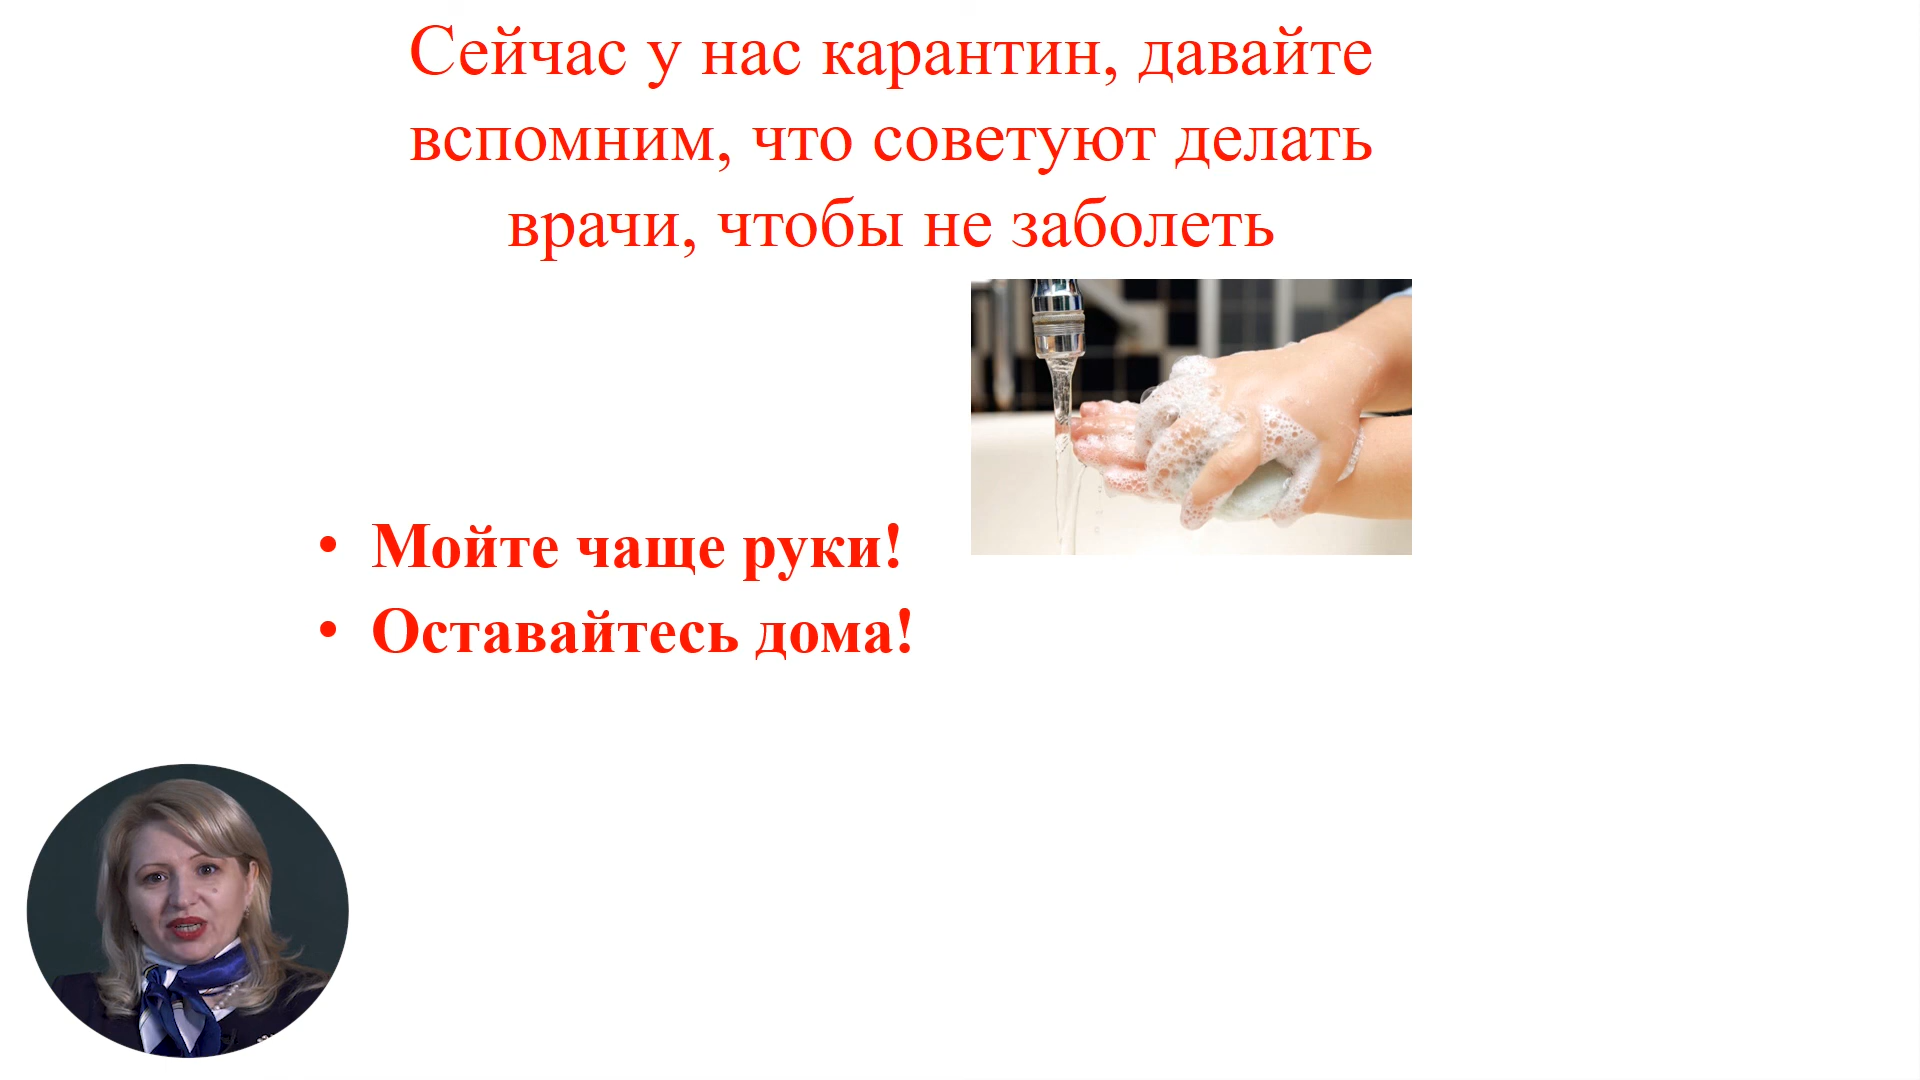 Сейчас у нас карантин, давайте
вспомним, что советуют делать
врачи, чтобы не заболеть
• Мойте чаще руки!
• Оставайтесь дома!